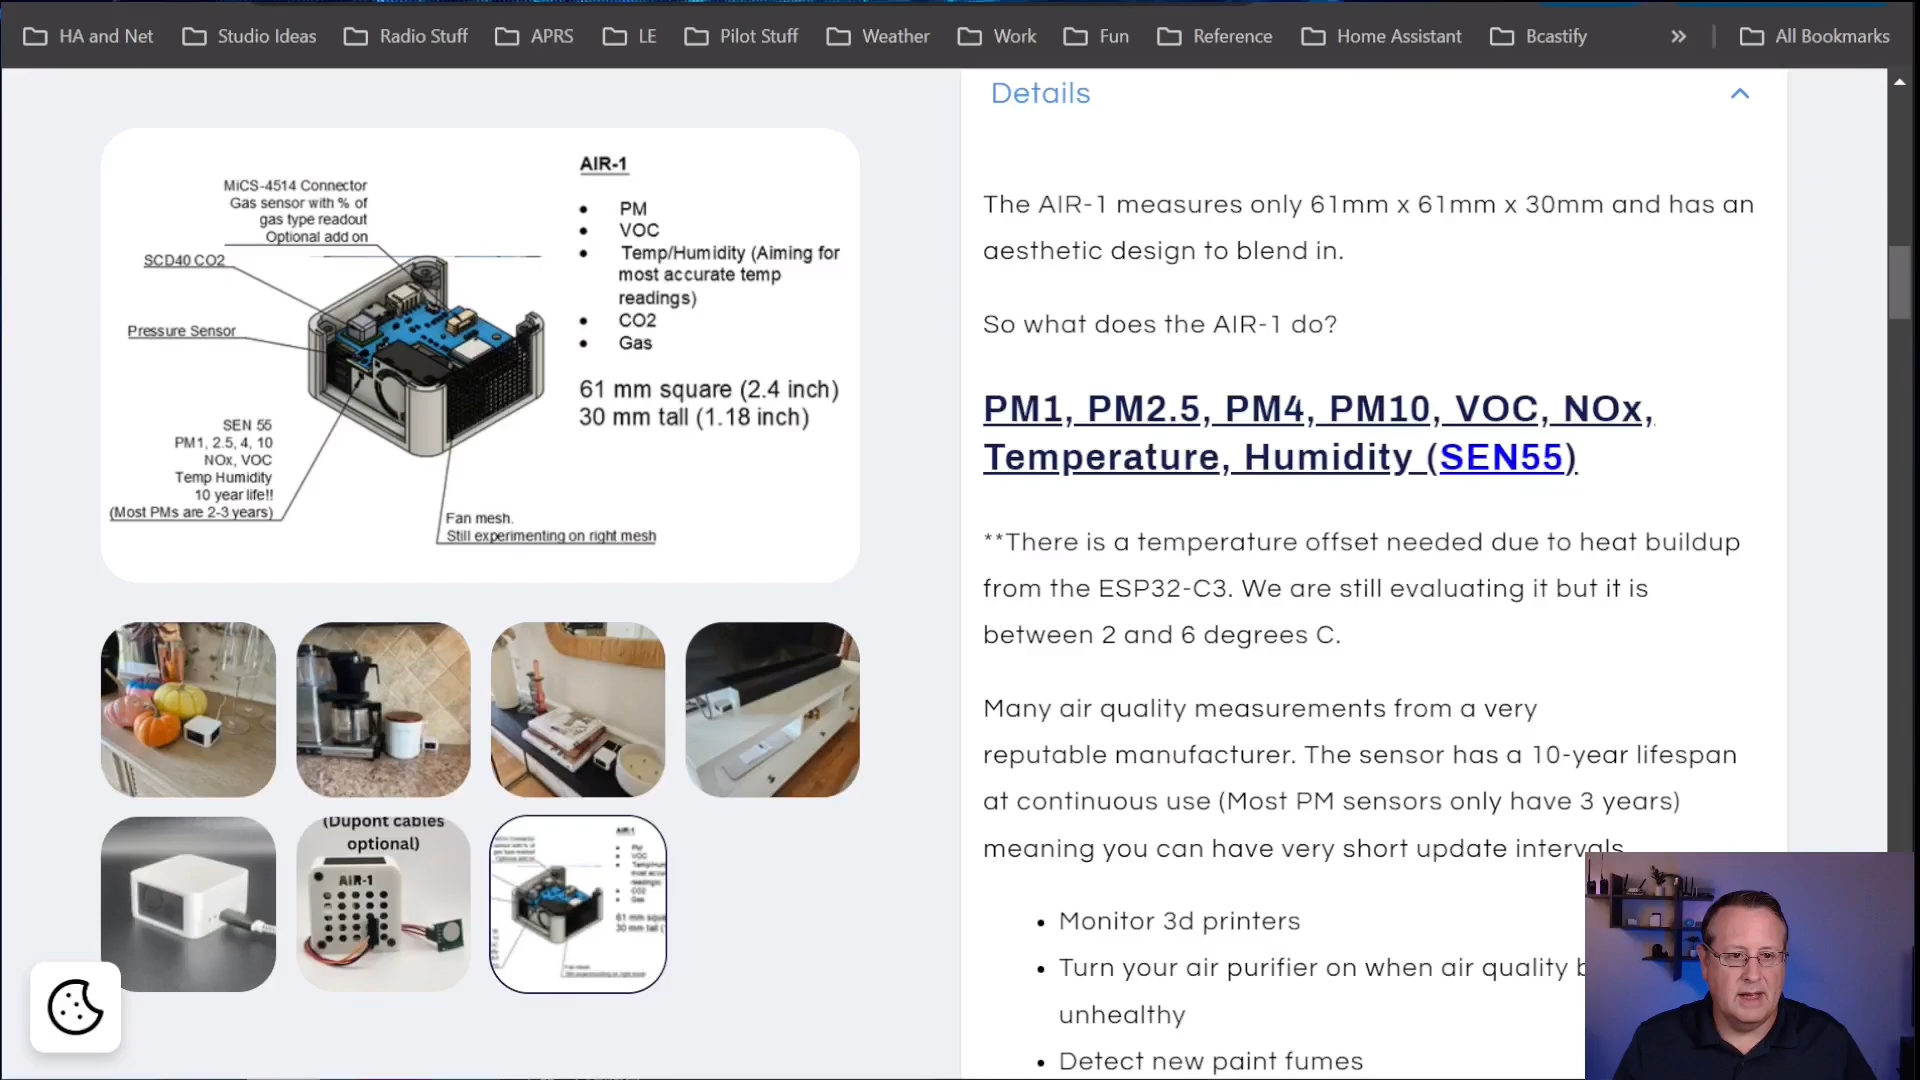 HA and Net
Studio Ideas
Radio Stuff
APRS
LE
Pilot Stuff
Weather
Work
Fun
Reference
Home Assistant
Bcastify
»
All Bookmarks
MiCS-4514 Connector
Gas sensor with % of
gas type readout
Optional add on
SCD40 CO2
Pressure Sensor
SEN 55
PM1, 2.5, 4, 10
NOx, VOC
Temp Humidity
10 year life!!
(Most PMs are 2-3 years)
Fan mesh.
Still experimenting on right mesh
AIR-1
• PM
• VOC
• Temp/Humidity (Aiming for
most accurate temp
readings)
• CO2
• Gas
61 mm square (2.4 inch)
30 mm tall (1.18 inch)
(Dupont cables
optional)
AIR-1
Details
The AIR-1 measures only 61mm x 61mm x 30mm and has an
aesthetic design to blend in.
So what does the AIR-1 do?
PM1, PM2.5, PM4, PM10, VOC, NOx,
Temperature, Humidity (SEN55)
**There is a temperature offset needed due to heat buildup
from the ESP32-C3. We are still evaluating it but it is
between 2 and 6 degrees C.
Many air quality measurements from a very
reputable manufacturer. The sensor has a 10-year lifespan
at continuous use (Most PM sensors only have 3 years)
meaning you can have very short update intervals
• Monitor 3d printers
• Turn your air purifier on when air quality
unhealthy
• Detect new paint fumes